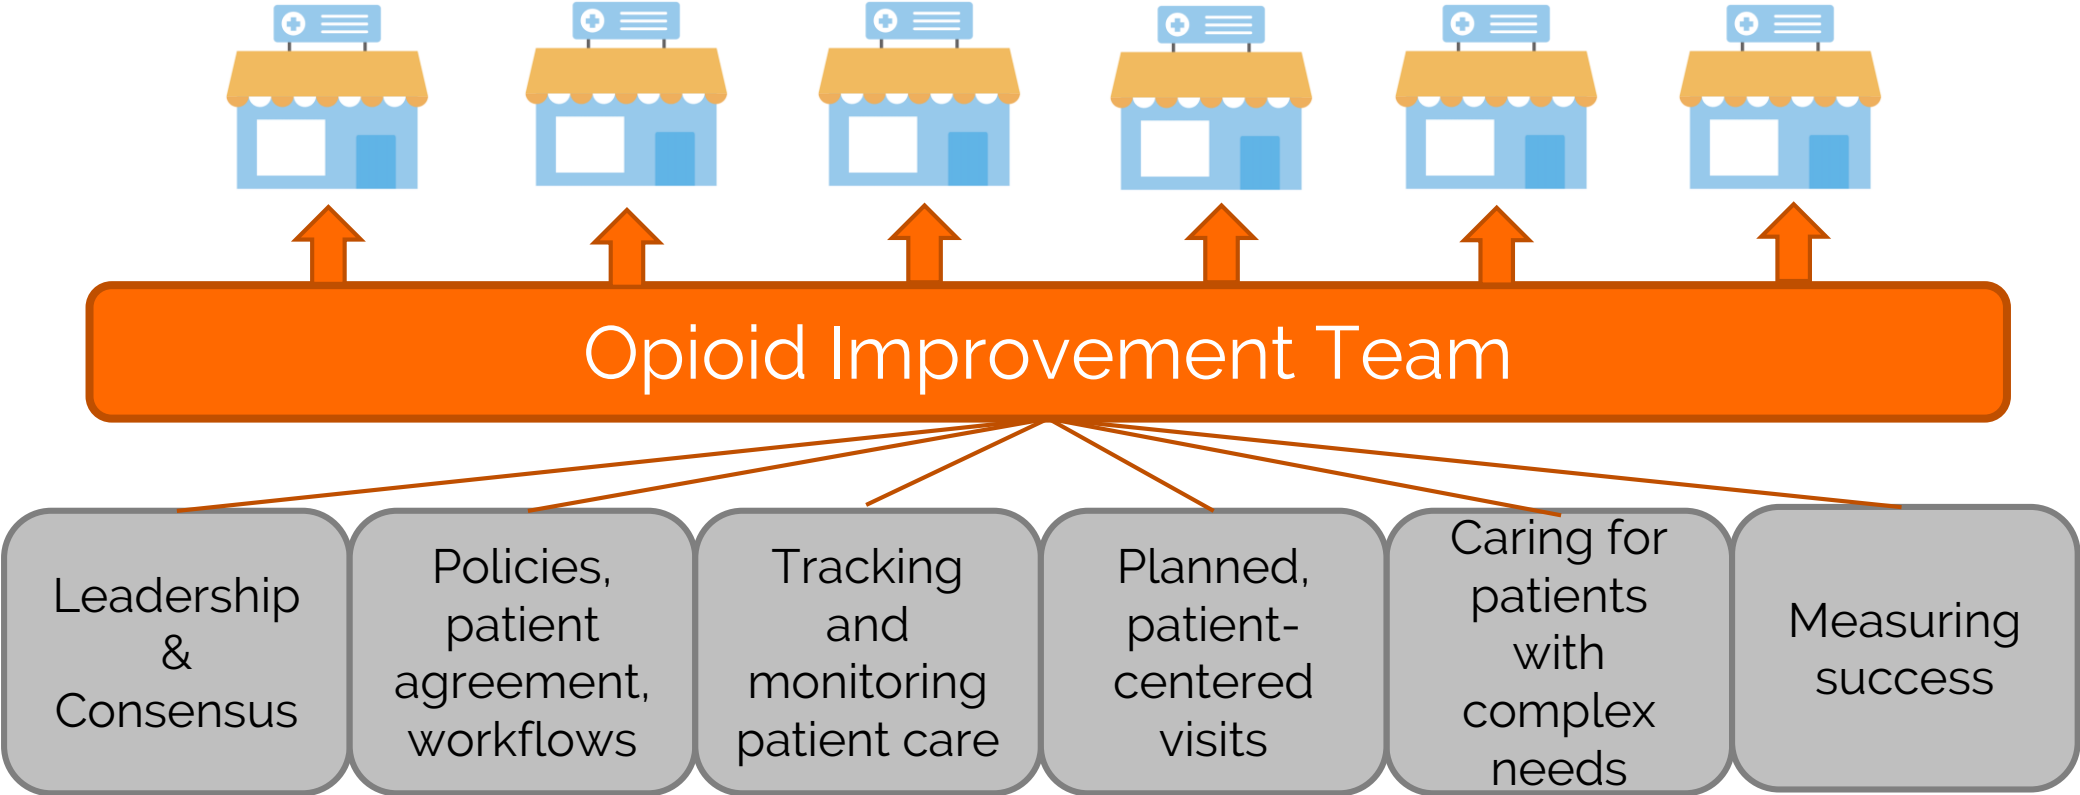 Opioid Improvement Team
Leadership
&
Consensus
Policies,
patient
agreement,
workflows
Tracking
and
monitoring
patient care
Planned,
patient-
centered
visits
Caring for
patients
with
complex
needs
Measuring
success